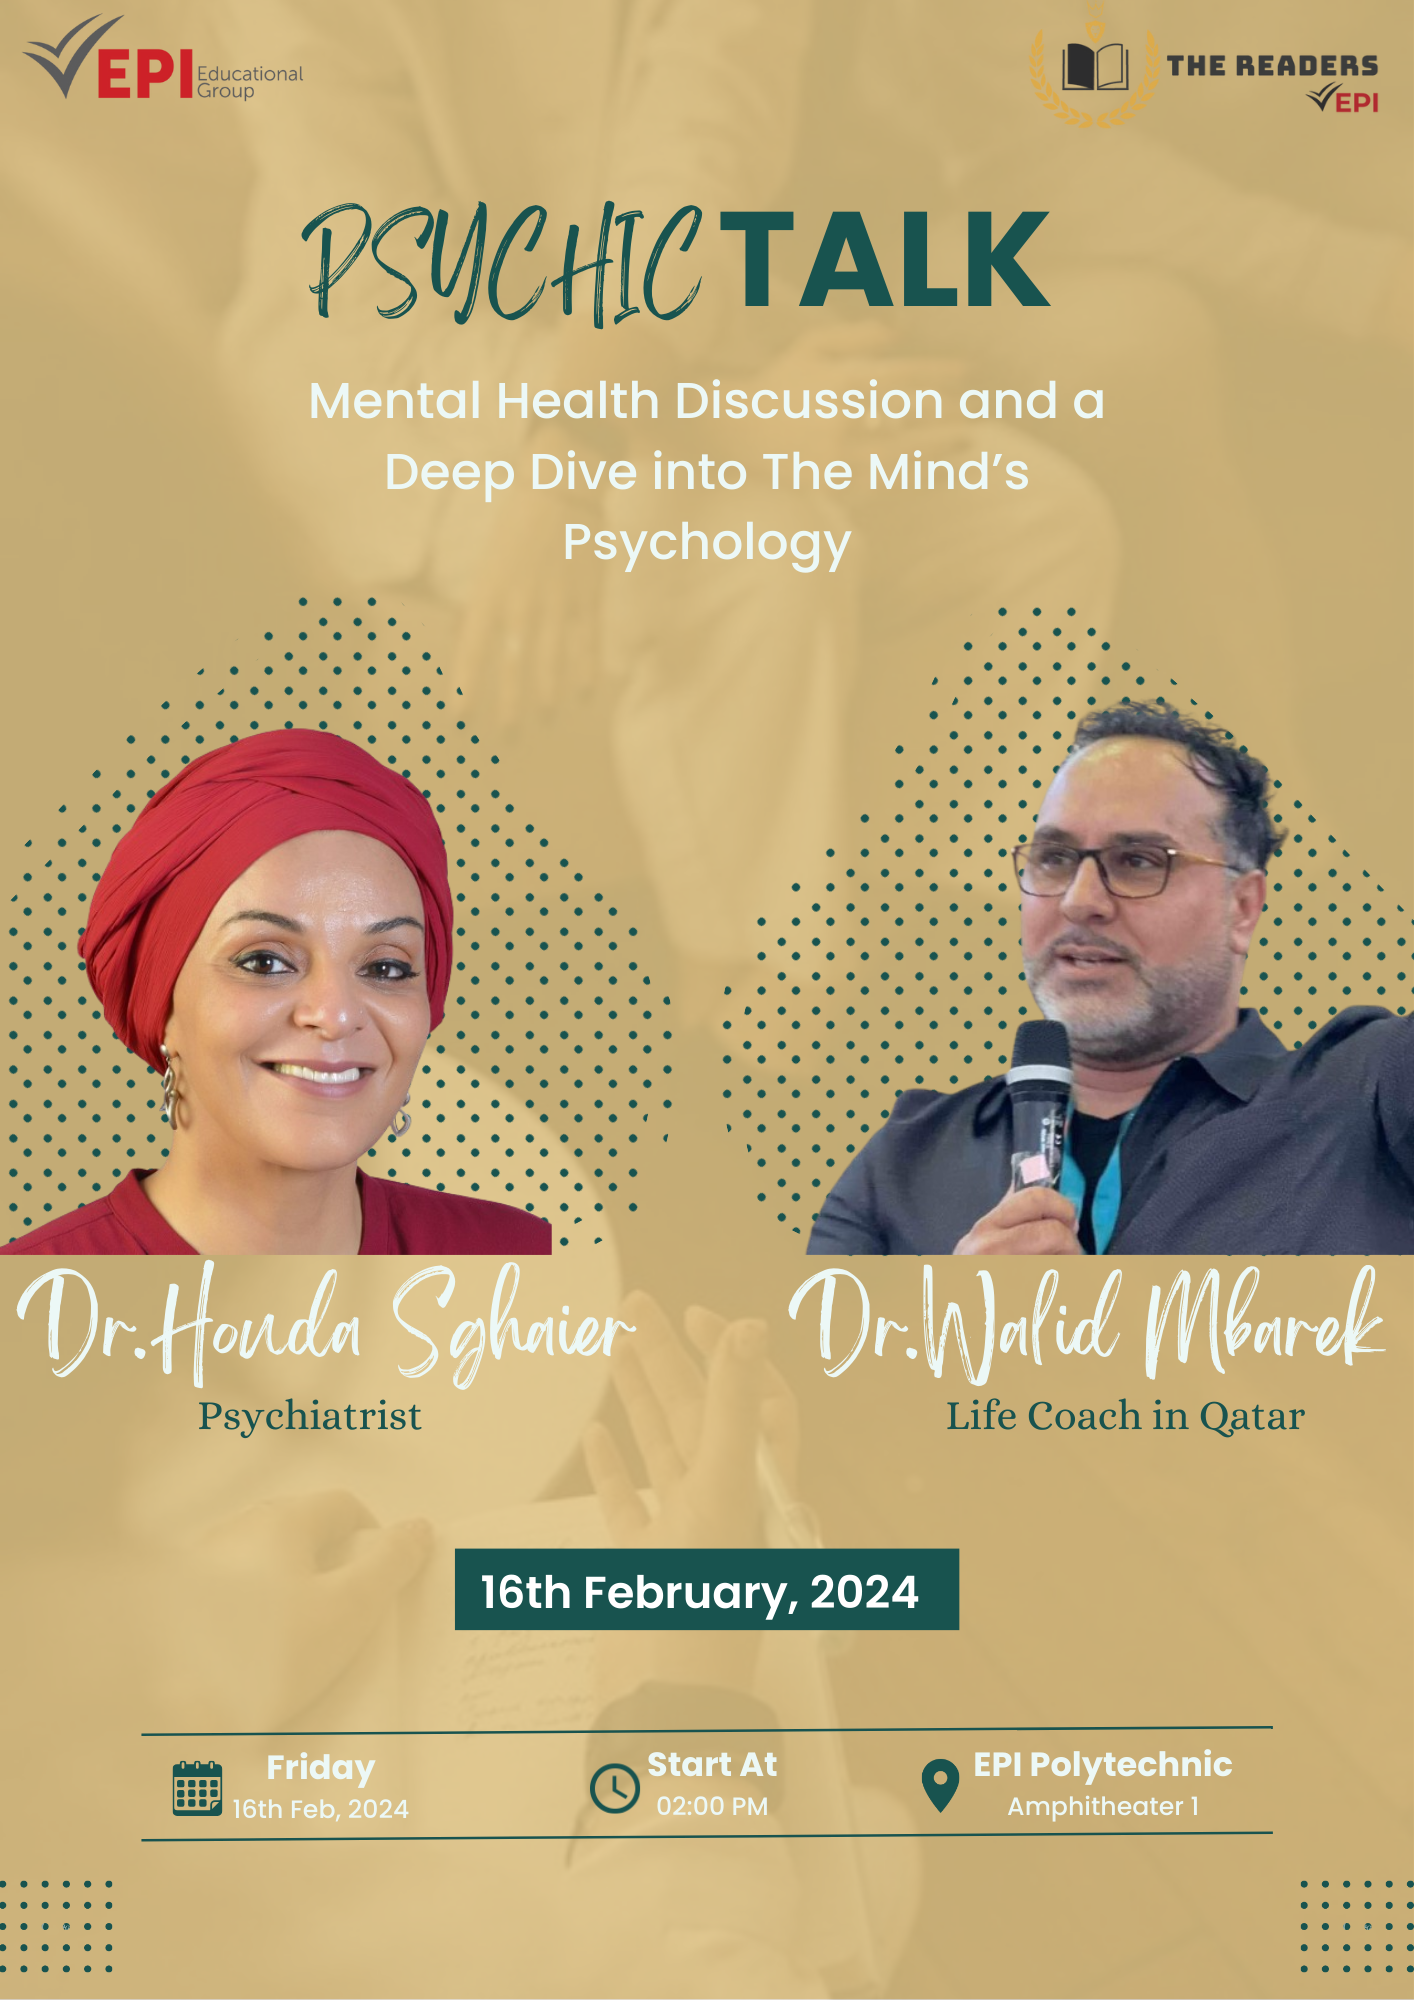 EPI Educational
Group
THE READERS
EPI
PSYCHIC TALK
Mental Health Discussion and a
Deep Dive into The Mind’s
Psychology
Dr.Houda Sghaier
Psychiatrist
Dr.Walid Mbarek
Life Coach in Qatar
16th February, 2024
Friday
16th Feb, 2024
Start At
02:00 PM
EPI Polytechnic
Amphitheater 1